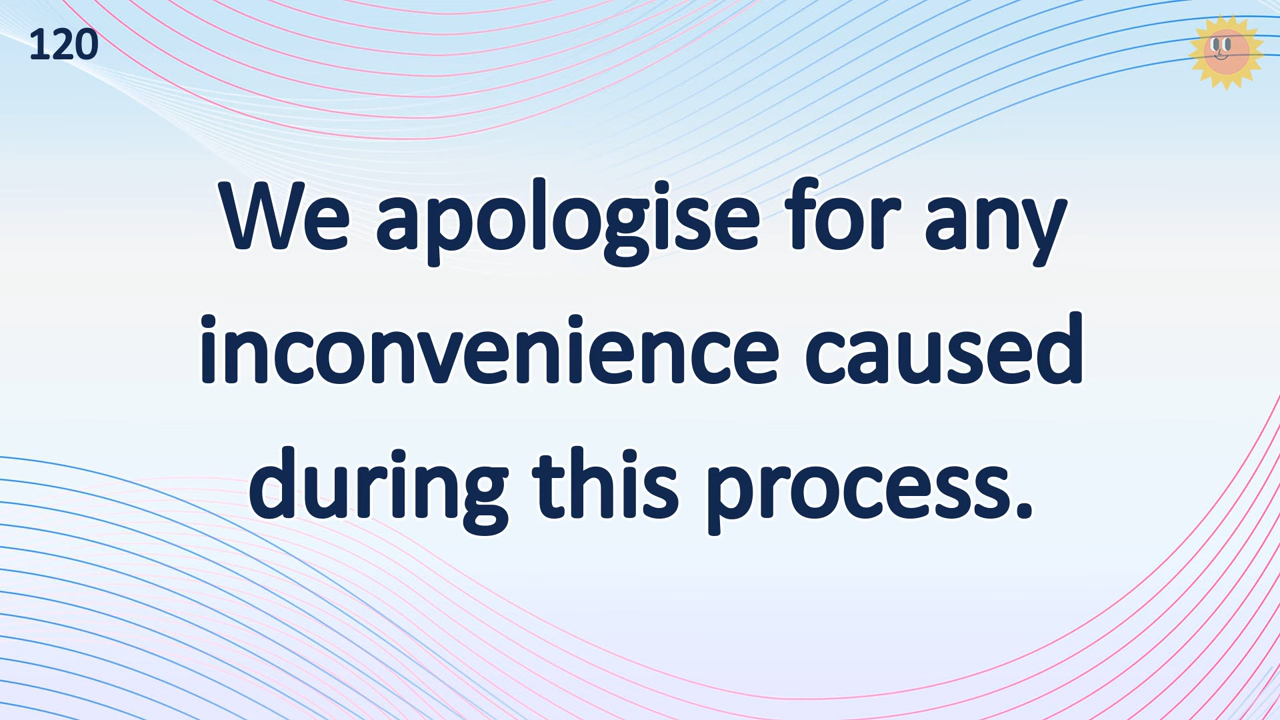 120
We apologise for any
inconvenience caused
during this process.